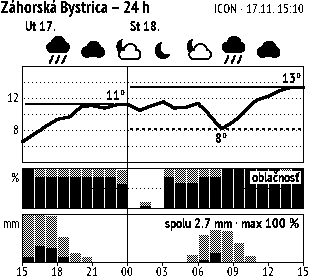 Záhorská Bystrica – 24 h ICON · 17.11. 15:10
Ut 17. St 18.
13°
12 11°
8 8°
% oblačnosť
mm spolu 2.7 mm · max 100 %
15 18 21 00 03 06 09 12 15